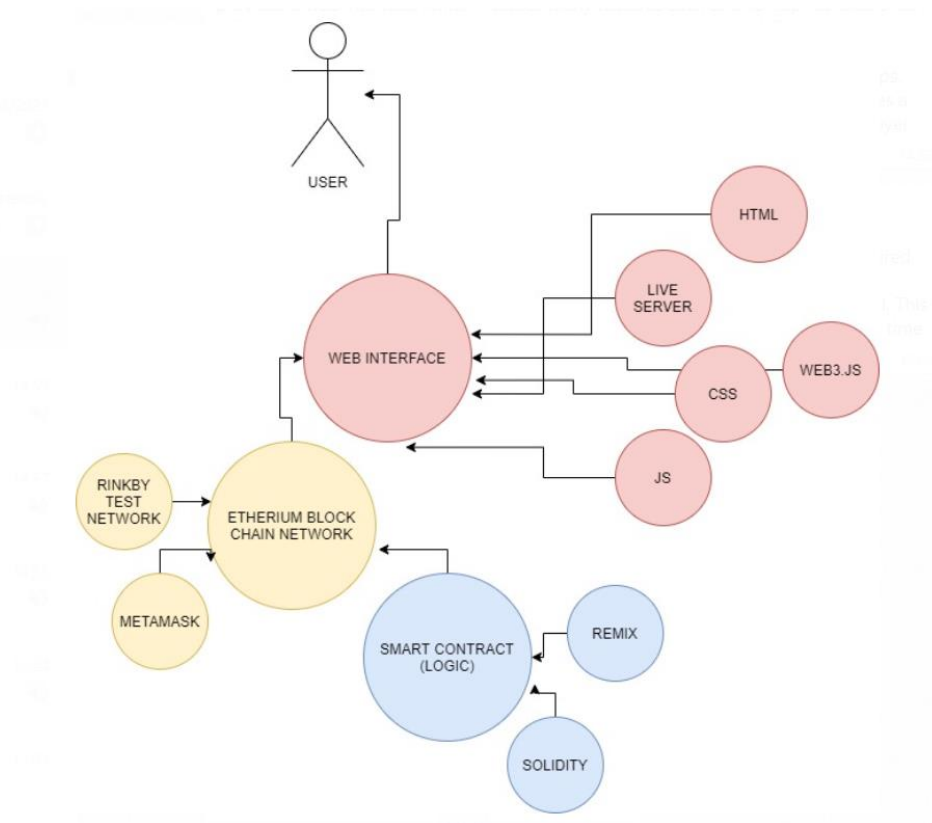 USER
HTML
LIVE
SERVER
WEB INTERFACE
WEB3.JS
CSS
JS
RINKBY
TEST
NETWORK
ETHERIUM BLOCK
CHAIN NETWORK
METAMASK
SMART CONTRACT
(LOGIC)
REMIX
SOLIDITY